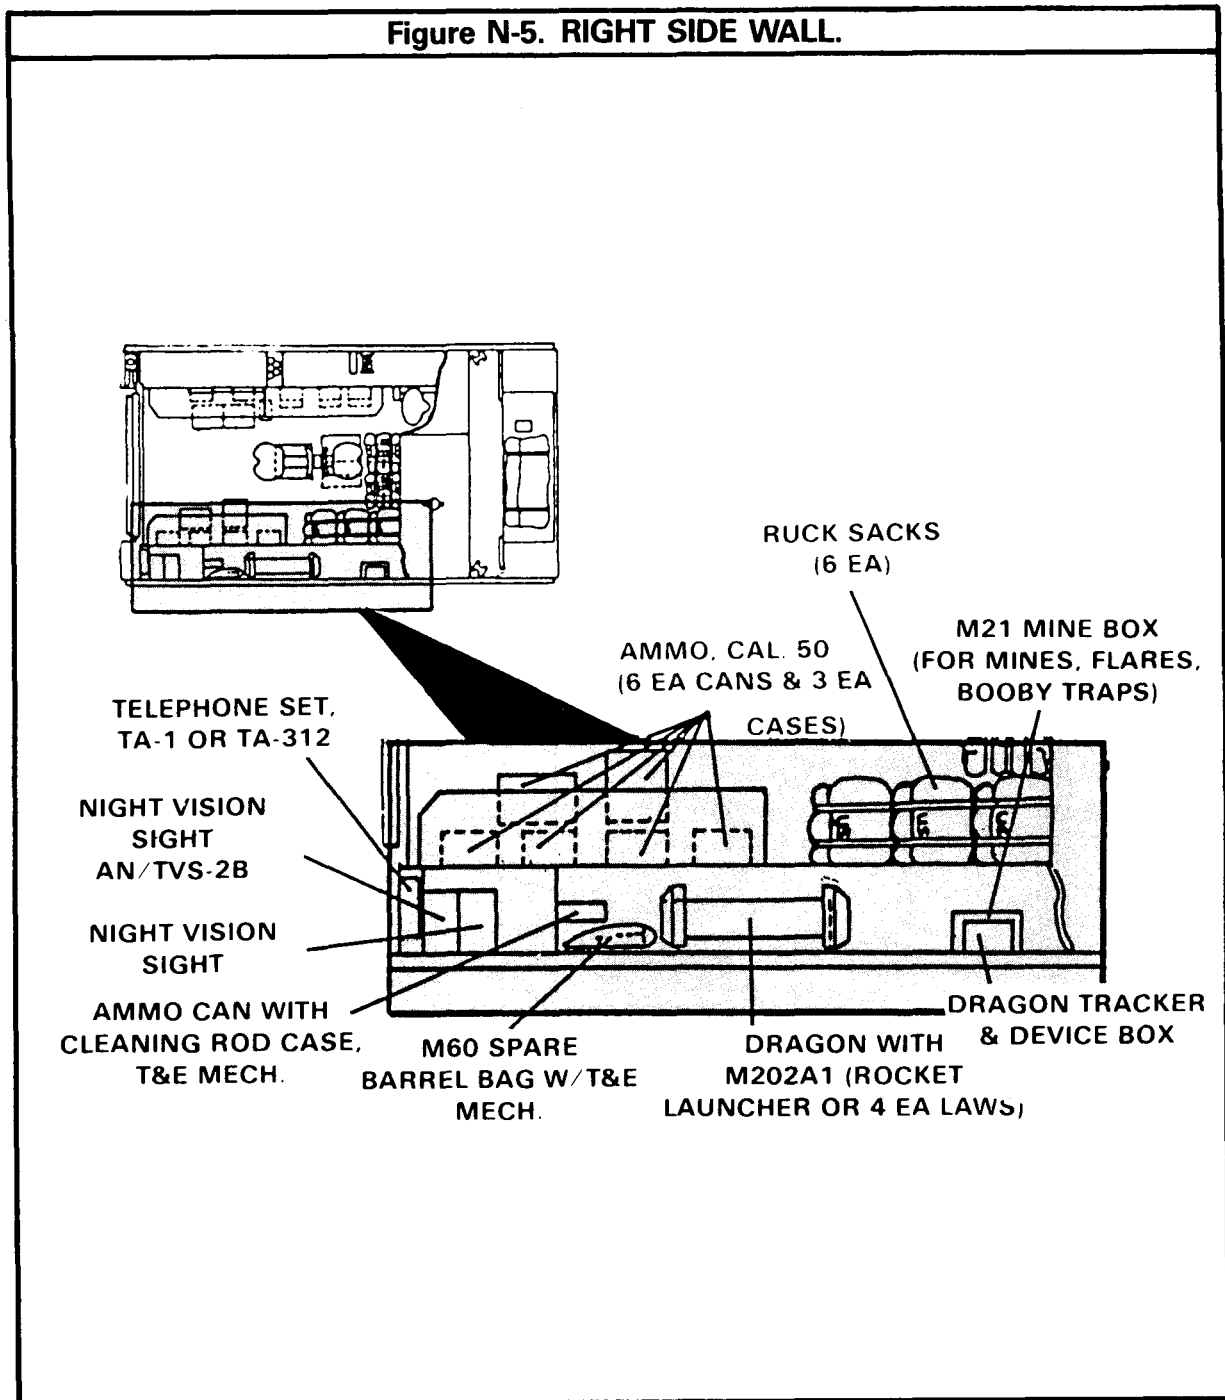 Figure N-5. RIGHT SIDE WALL.
RUCK SACKS
(6 EA)
M21 MINE BOX
(FOR MINES, FLARES,
BOOBY TRAPS)
AMMO, CAL. 50
(6 EA CANS & 3 EA
CASES)
TELEPHONE SET,
TA-1 OR TA-312
NIGHT VISION
SIGHT
AN/TVS-2B
NIGHT VISION
SIGHT
AMMO CAN WITH
CLEANING ROD CASE,
T&E MECH.
M60 SPARE
BARREL BAG W/T&E
MECH.
DRAGON WITH
M202A1 (ROCKET
LAUNCHER OR 4 EA LAWS)
DRAGON TRACKER
& DEVICE BOX
US
US